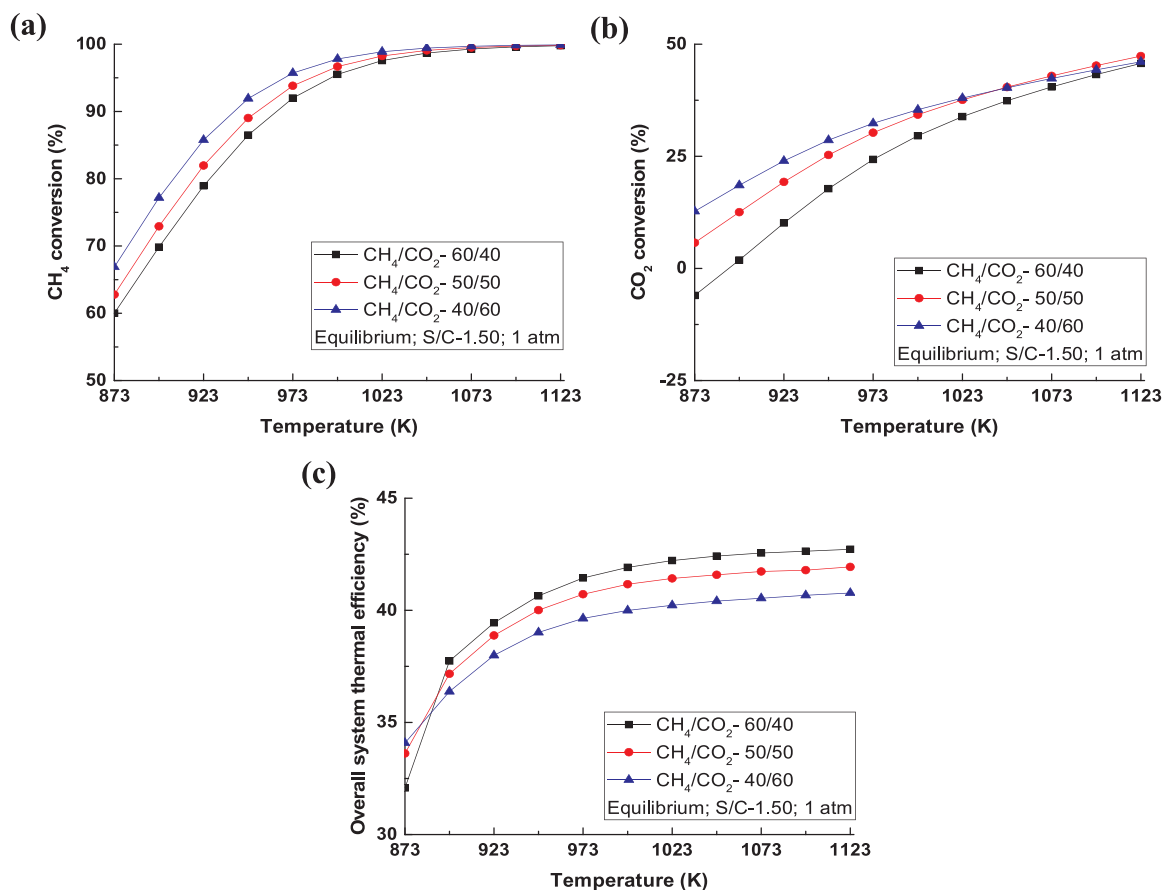 (a)
100
90
80
70
60
50
CH₄ conversion (%)
CH₄/CO₂- 60/40
CH₄/CO₂- 50/50
CH₄/CO₂- 40/60
Equilibrium; S/C-1.50; 1 atm
873 923 973 1023 1073 1123
Temperature (K)
(b)
50
25
0
-25
CO₂ conversion (%)
CH₄/CO₂- 60/40
CH₄/CO₂- 50/50
CH₄/CO₂- 40/60
Equilibrium; S/C-1.50; 1 atm
873 923 973 1023 1073 1123
Temperature (K)
(c)
45
40
35
30
Overall system thermal efficiency (%)
CH₄/CO₂- 60/40
CH₄/CO₂- 50/50
CH₄/CO₂- 40/60
Equilibrium; S/C-1.50; 1 atm
873 923 973 1023 1073 1123
Temperature (K)